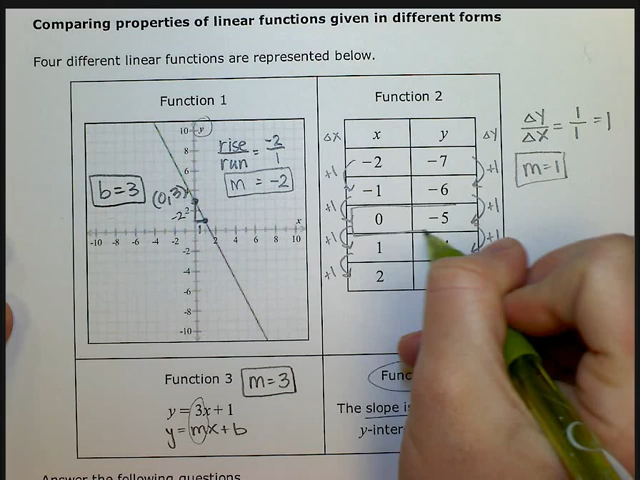 Comparing properties of linear functions given in different forms
Four different linear functions are represented below.
Function 1
10 y
8
6
4
-2 2
-10 -8 -6 -4 -2 2 4 6 8 10 x
-2
-4
-6
-8
-10
b=3
(0,3)
rise/run = -2/1
m = -2
1
Function 2
Δx x y Δy
-2 -7
+1 +1
-1 -6
+1 +1
0 -5
+1 +1
1
+1
2
Δy/Δx = 1/1 = 1
m=1
Function 3 m=3
y = 3x + 1
y = mx + b
Func
The slope is
y-inter
Answer the following questions